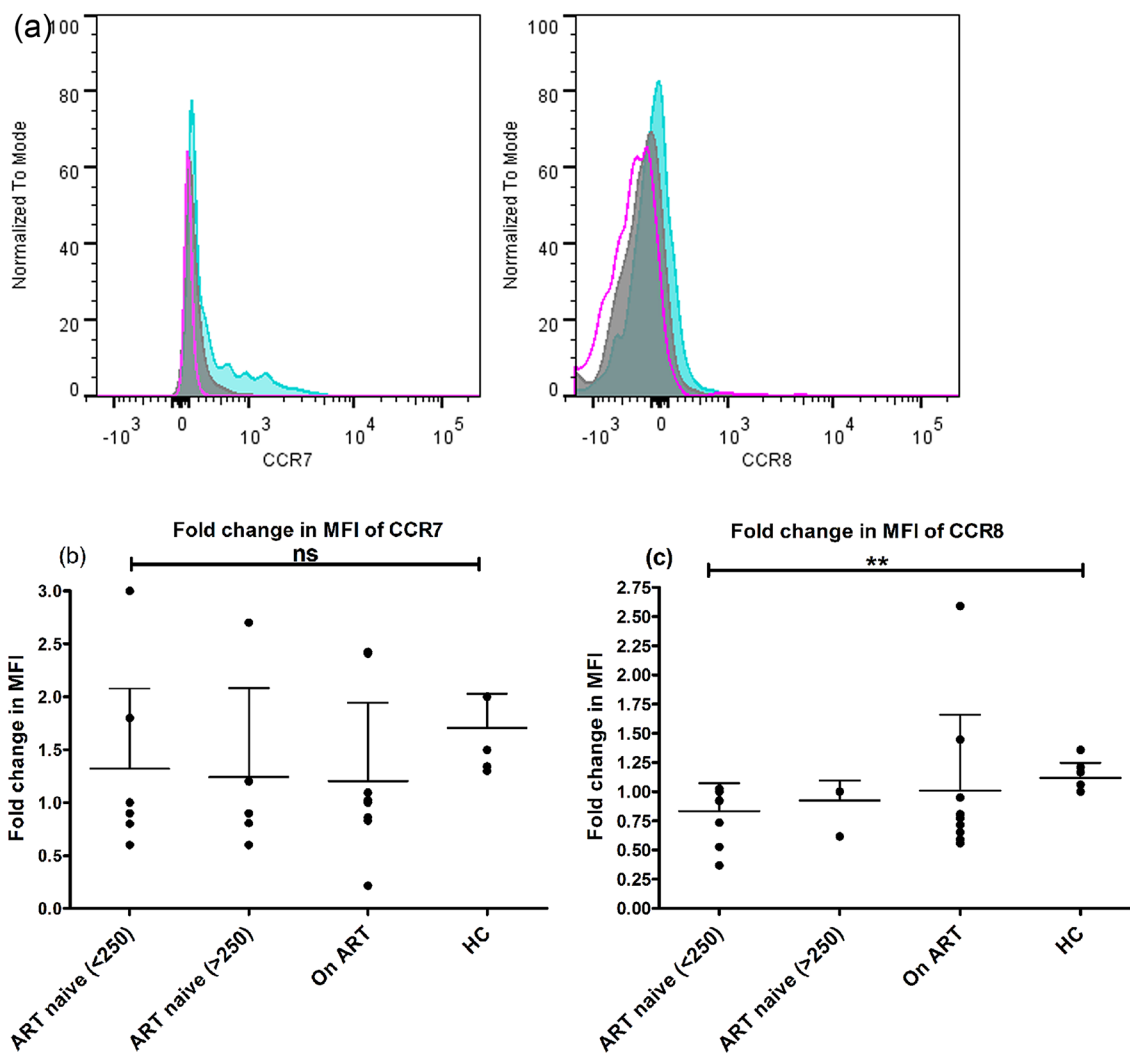 (a)
100
80
60
40
20
0
Normalized To Mode
-10³ 0 10³ 10⁴ 10⁵
CCR7
100
80
60
40
20
0
Normalized To Mode
-10³ 0 10³ 10⁴ 10⁵
CCR8
(b)
Fold change in MFI of CCR7
ns
3.0
2.5
2.0
1.5
1.0
0.5
0.0
Fold change in MFI
ART naive (<250)
ART naive (>250)
On ART
HC
(c)
Fold change in MFI of CCR8
**
2.75
2.50
2.25
2.00
1.75
1.50
1.25
1.00
0.75
0.50
0.25
0.00
Fold change in MFI
ART naive (<250)
ART naive (>250)
On ART
HC